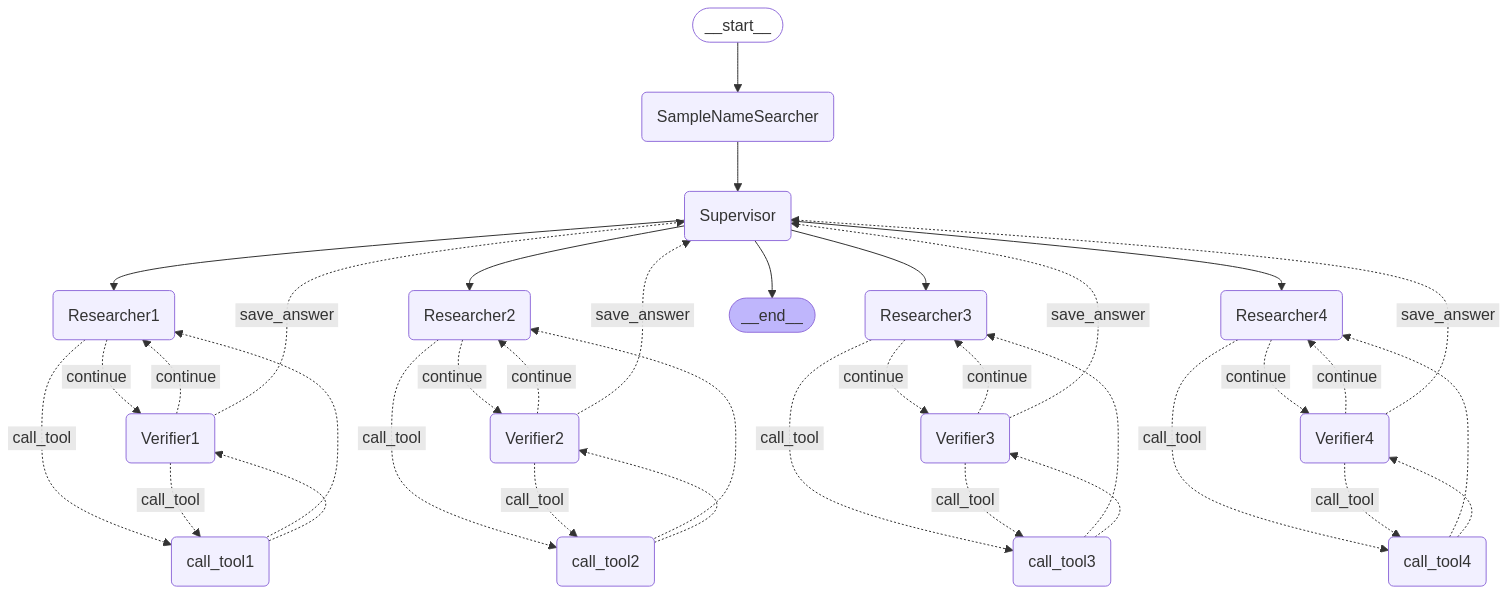 __start__
SampleNameSearcher
Supervisor
Researcher1
save_answer
Researcher2
save_answer
__end__
Researcher3
save_answer
Researcher4
save_answer
continue
continue
continue
continue
continue
continue
continue
continue
call_tool
Verifier1
call_tool
Verifier2
call_tool
Verifier3
call_tool
Verifier4
call_tool
call_tool
call_tool
call_tool
call_tool1
call_tool2
call_tool3
call_tool4